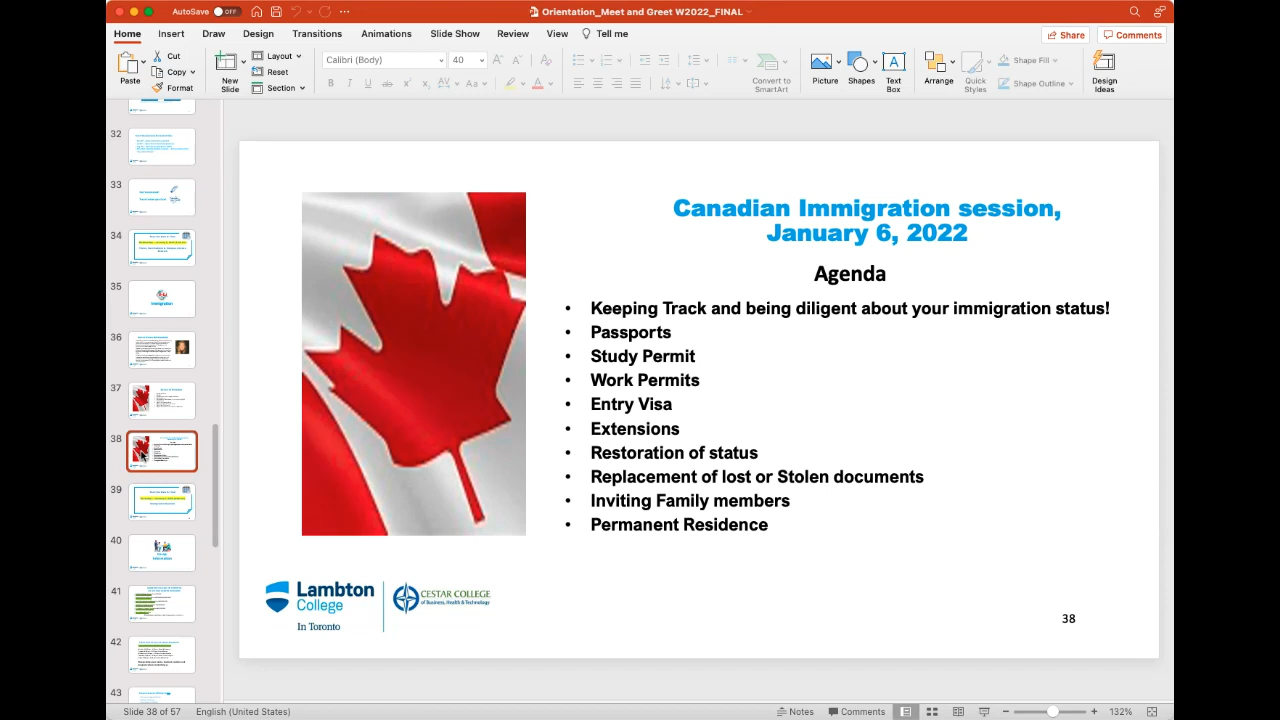 AutoSave OFF
Orientation_Meet and Greet W2022_FINAL
Home Insert Draw Design Transitions Animations Slide Show Review View Tell me
Share Comments
Paste
Cut
Copy
Format
New Slide
Layout
Reset
Section
Calibri (Body) 40
Convert to SmartArt
Picture
Shapes
Text Box
Arrange
Quick Styles
Shape Fill
Shape Outline
Design Ideas
32
33
34
35
Immigration
36
37
38
39
40
41
42
43
Canadian Immigration session,
January 6, 2022
Agenda
• Keeping Track and being diligent about your immigration status!
• Passports
• Study Permit
• Work Permits
• Entry Visa
• Extensions
• Restoration of status
• Replacement of lost or Stolen documents
• Inviting Family members
• Permanent Residence
Lambton
College
In Toronto
CESTAR COLLEGE
of Business, Health & Technology
38
Slide 38 of 57 English (United States) Notes Comments 132%